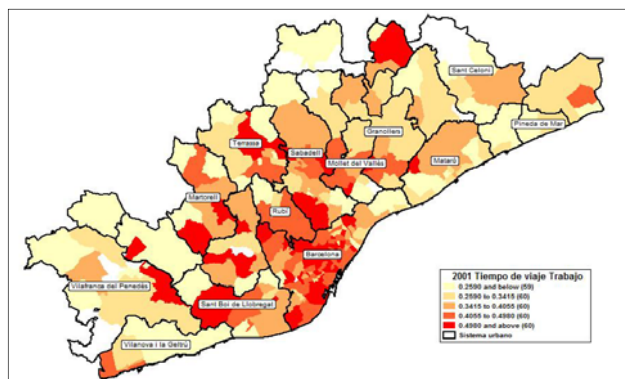 Sant Celoni
Pineda de Mar
Granollers
Terrassa
Sabadell
Mollet del Vallès
Mataró
Martorell
Rubí
Barcelona
Vilafranca del Penedès
Sant Boi de Llobregat
Vilanova i la Geltrú
2001 Tiempo de viaje Trabajo
0.2590 and below (59)
0.2590 to 0.3415 (60)
0.3415 to 0.4055 (60)
0.4055 to 0.4980 (60)
0.4980 and above (60)
Sistema urbano